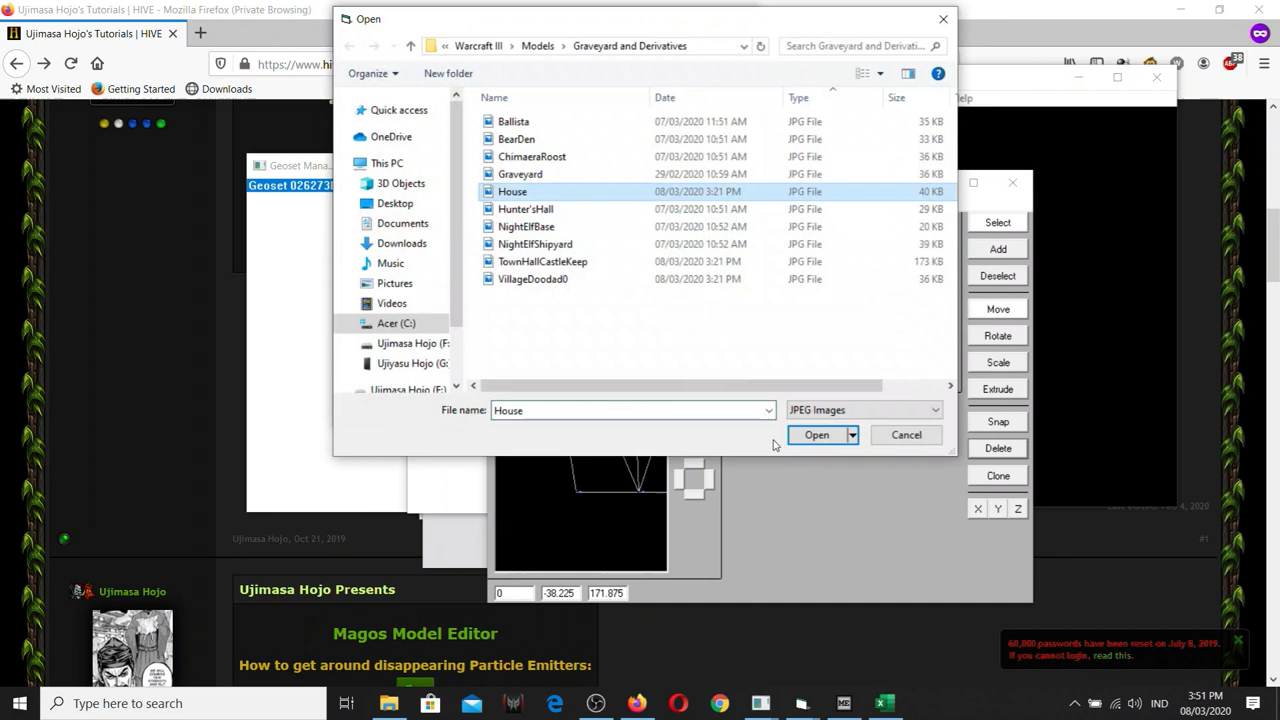 Ujimasa Hojo's Tutorials | HIVE - Mozilla Firefox (Private Browsing)
Ujimasa Hojo's Tutorials | HIVE
https://www.hi
38
Most Visited
Getting Started
Downloads
Open
Warcraft III
Models
Graveyard and Derivatives
Search Graveyard and Derivati...
Organize
New folder
Name
Date
Type
Size
elp
Quick access
OneDrive
This PC
3D Objects
Desktop
Documents
Downloads
Music
Pictures
Videos
Acer (C:)
Ujimasa Hojo (F:
Ujiyasu Hojo (G:
Ujimasa Hojo (F:)
Ballista 07/03/2020 11:51 AM JPG File 35 KB
BearDen 07/03/2020 10:51 AM JPG File 33 KB
ChimaeraRoost 07/03/2020 10:51 AM JPG File 36 KB
Graveyard 29/02/2020 10:59 AM JPG File 36 KB
House 08/03/2020 3:21 PM JPG File 40 KB
Hunter'sHall 07/03/2020 10:51 AM JPG File 29 KB
NightElfBase 07/03/2020 10:52 AM JPG File 20 KB
NightElfShipyard 07/03/2020 10:52 AM JPG File 39 KB
TownHallCastleKeep 08/03/2020 3:21 PM JPG File 173 KB
VillageDoodad0 08/03/2020 3:21 PM JPG File 36 KB
File name:
House
JPEG Images
Open
Cancel
Geoset Mana...
Geoset 026273
Select
Add
Deselect
Move
Rotate
Scale
Extrude
Snap
Delete
Clone
X Y Z
0 -38.225 171.875
Last edited: Feb 4, 2020
Ujimasa Hojo, Oct 21, 2019
#1
Ujimasa Hojo
Ujimasa Hojo Presents
Magos Model Editor
How to get around disappearing Particle Emitters:
60,000 passwords have been reset on July 8, 2019.
If you cannot login, read this.
Type here to search
IND
3:51 PM
08/03/2020